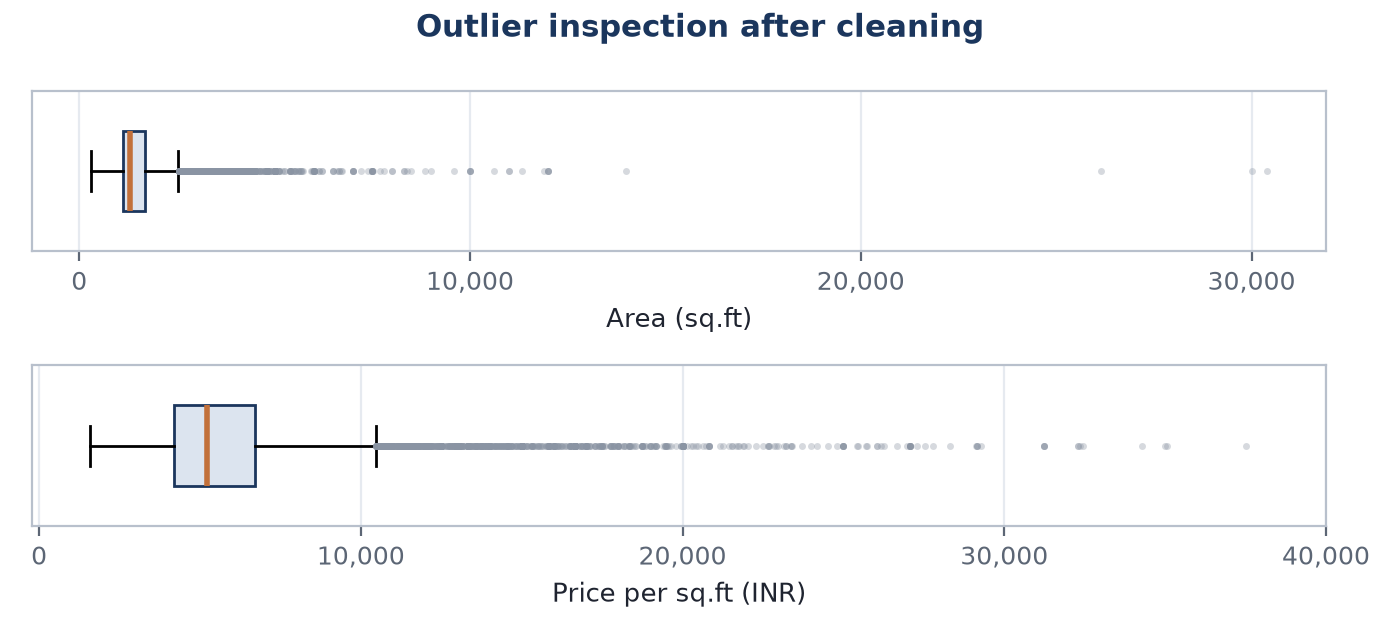 Outlier inspection after cleaning
0 10,000 20,000 30,000
Area (sq.ft)
0 10,000 20,000 30,000 40,000
Price per sq.ft (INR)